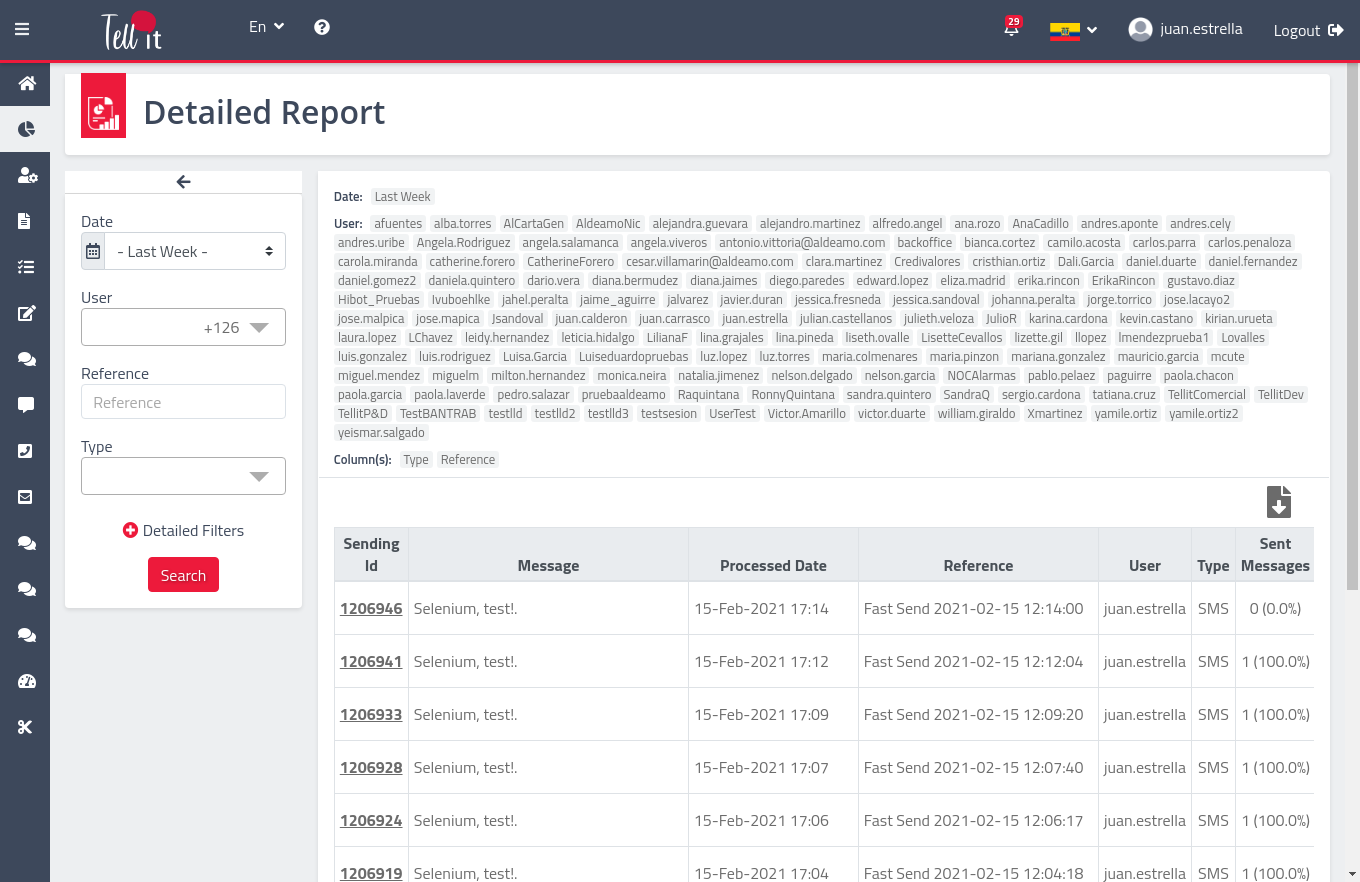 Tell it
En
29
juan.estrella
Logout
Detailed Report
Date
- Last Week -
User
+126
Reference
Reference
Type
Detailed Filters
Search
Date: Last Week
User: afuentes alba.torres AlCartaGen AldeamoNic alejandra.guevara alejandro.martinez alfredo.angel ana.rozo AnaCadillo andres.aponte andres.cely
andres.uribe Angela.Rodriguez angela.salamanca angela.viveros antonio.vittoria@aldeamo.com backoffice bianca.cortez camilo.acosta carlos.parra carlos.penaloza
carola.miranda catherine.forero CatherineForero cesar.villamarin@aldeamo.com clara.martinez Credivalores cristhian.ortiz Dali.Garcia daniel.duarte daniel.fernandez
daniel.gomez2 daniela.quintero dario.vera diana.bermudez diana.jaimes diego.paredes edward.lopez eliza.madrid erika.rincon ErikaRincon gustavo.diaz
Hibot_Pruebas Ivuboehlke jahel.peralta jaime_aguirre jalvarez javier.duran jessica.fresneda jessica.sandoval johanna.peralta jorge.torrico jose.lacayo2
jose.malpica jose.mapica Jsandoval juan.calderon juan.carrasco juan.estrella julian.castellanos julieth.veloza JulioR karina.cardona kevin.castano kirian.urueta
laura.lopez LChavez leidy.hernandez leticia.hidalgo LilianaF lina.grajales lina.pineda liseth.ovalle LisetteCevallos lizette.gil llopez lmendezprueba1 Lovalles
luis.gonzalez luis.rodriguez Luisa.Garcia Luiseduardopruebas luz.lopez luz.torres maria.colmenares maria.pinzon mariana.gonzalez mauricio.garcia mcute
miguel.mendez miguelm milton.hernandez monica.neira natalia.jimenez nelson.delgado nelson.garcia NOCAlarmas pablo.pelaez paguirre paola.chacon
paola.garcia paola.laverde pedro.salazar pruebaaldeamo Raquintana RonnyQuintana sandra.quintero SandraQ sergio.cardona tatiana.cruz TellitComercial TellitDev
TellitP&D TestBANTRAB testlld testlld2 testlld3 testsesion UserTest Victor.Amarillo victor.duarte william.giraldo Xmartinez yamile.ortiz yamile.ortiz2
yeismar.salgado
Column(s): Type Reference
Sending Id Message Processed Date Reference User Type Sent Messages
1206946 Selenium, test!. 15-Feb-2021 17:14 Fast Send 2021-02-15 12:14:00 juan.estrella SMS 0 (0.0%)
1206941 Selenium, test!. 15-Feb-2021 17:12 Fast Send 2021-02-15 12:12:04 juan.estrella SMS 1 (100.0%)
1206933 Selenium, test!. 15-Feb-2021 17:09 Fast Send 2021-02-15 12:09:20 juan.estrella SMS 1 (100.0%)
1206928 Selenium, test!. 15-Feb-2021 17:07 Fast Send 2021-02-15 12:07:40 juan.estrella SMS 1 (100.0%)
1206924 Selenium, test!. 15-Feb-2021 17:06 Fast Send 2021-02-15 12:06:17 juan.estrella SMS 1 (100.0%)
1206919 Selenium, test!. 15-Feb-2021 17:04 Fast Send 2021-02-15 12:04:18 juan.estrella SMS 1 (100.0%)